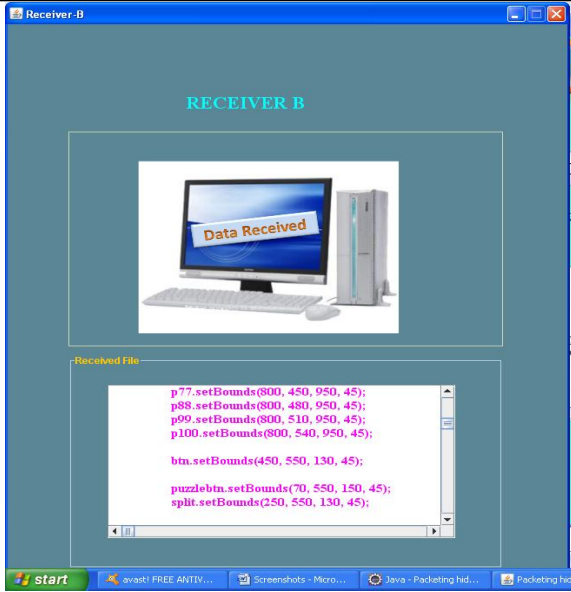 Receiver-B
RECEIVER B
Data Received
Received File
p77.setBounds(800, 450, 950, 45);
p88.setBounds(800, 480, 950, 45);
p99.setBounds(800, 510, 950, 45);
p100.setBounds(800, 540, 950, 45);
btn.setBounds(450, 550, 130, 45);
puzzlebtn.setBounds(70, 550, 150, 45);
split.setBounds(250, 550, 130, 45);
start
avast! FREE ANTIV...
Screenshots - Micro...
Java - Packeting hid...
Packeting hid